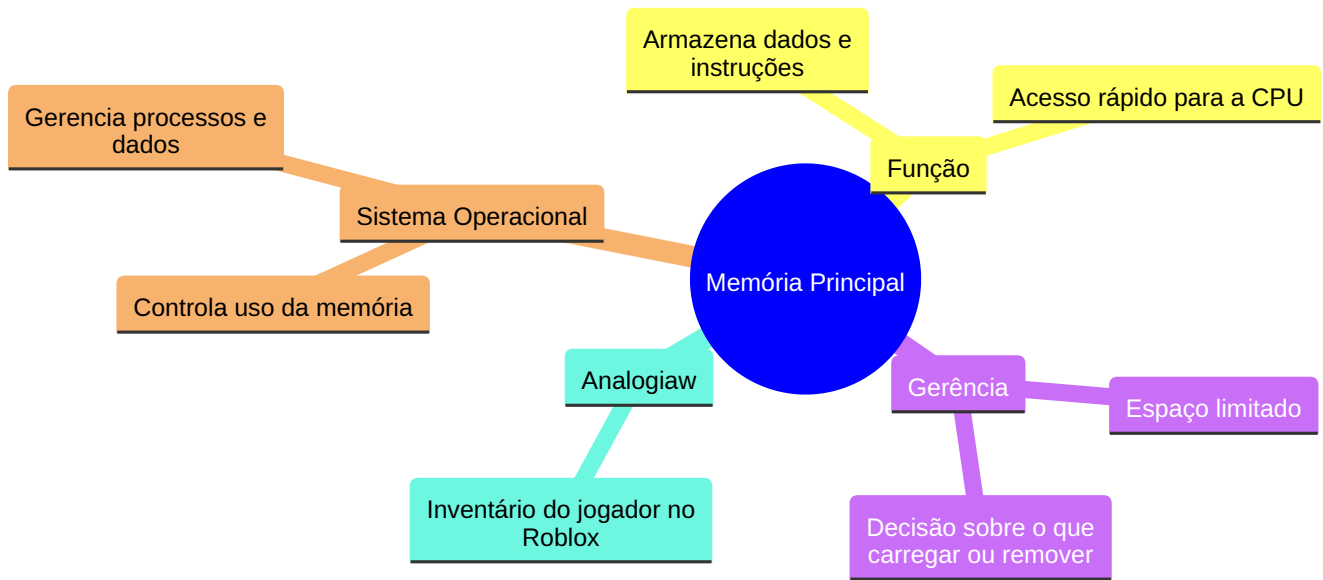 Armazena dados e
instruções
Acesso rápido para a CPU
Função
Gerencia processos e
dados
Sistema Operacional
Controla uso da memória
Memória Principal
Analogiaw
Inventário do jogador no
Roblox
Gerência
Espaço limitado
Decisão sobre o que
carregar ou remover